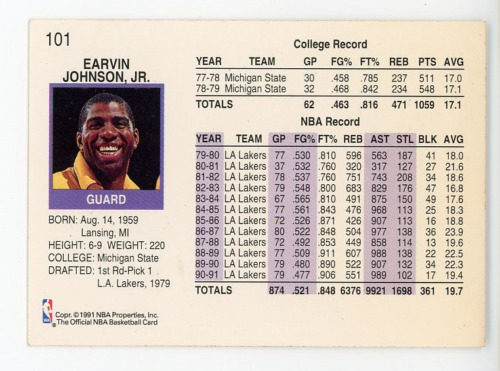 101
EARVIN
JOHNSON, JR.
GUARD
BORN: Aug. 14, 1959
Lansing, MI
HEIGHT: 6-9 WEIGHT: 220
COLLEGE: Michigan State
DRAFTED: 1st Rd-Pick 1
L.A. Lakers, 1979
NBA
Copr. © 1991 NBA Properties, Inc.
The Official NBA Basketball Card
College Record
YEAR TEAM GP FG% FT% REB PTS AVG
77-78 Michigan State 30 .458 .785 237 511 17.0
78-79 Michigan State 32 .468 .842 234 548 17.1
TOTALS 62 .463 .816 471 1059 17.1
NBA Record
YEAR TEAM GP FG% FT% REB AST STL BLK AVG
79-80 LA Lakers 77 .530 .810 596 563 187 41 18.0
80-81 LA Lakers 37 .532 .760 320 317 127 27 21.6
81-82 LA Lakers 78 .537 .760 751 743 208 34 18.6
82-83 LA Lakers 79 .548 .800 683 829 176 47 16.8
83-84 LA Lakers 67 .565 .810 491 875 150 49 17.6
84-85 LA Lakers 77 .561 .843 476 968 113 25 18.3
85-86 LA Lakers 72 .526 .871 426 907 113 16 18.8
86-87 LA Lakers 80 .522 .848 504 977 138 36 23.9
87-88 LA Lakers 72 .492 .853 449 858 114 13 19.6
88-89 LA Lakers 77 .509 .911 607 988 138 22 22.5
89-90 LA Lakers 79 .480 .890 522 907 132 34 22.3
90-91 LA Lakers 79 .477 .906 551 989 102 17 19.4
TOTALS 874 .521 .848 6376 9921 1698 361 19.7